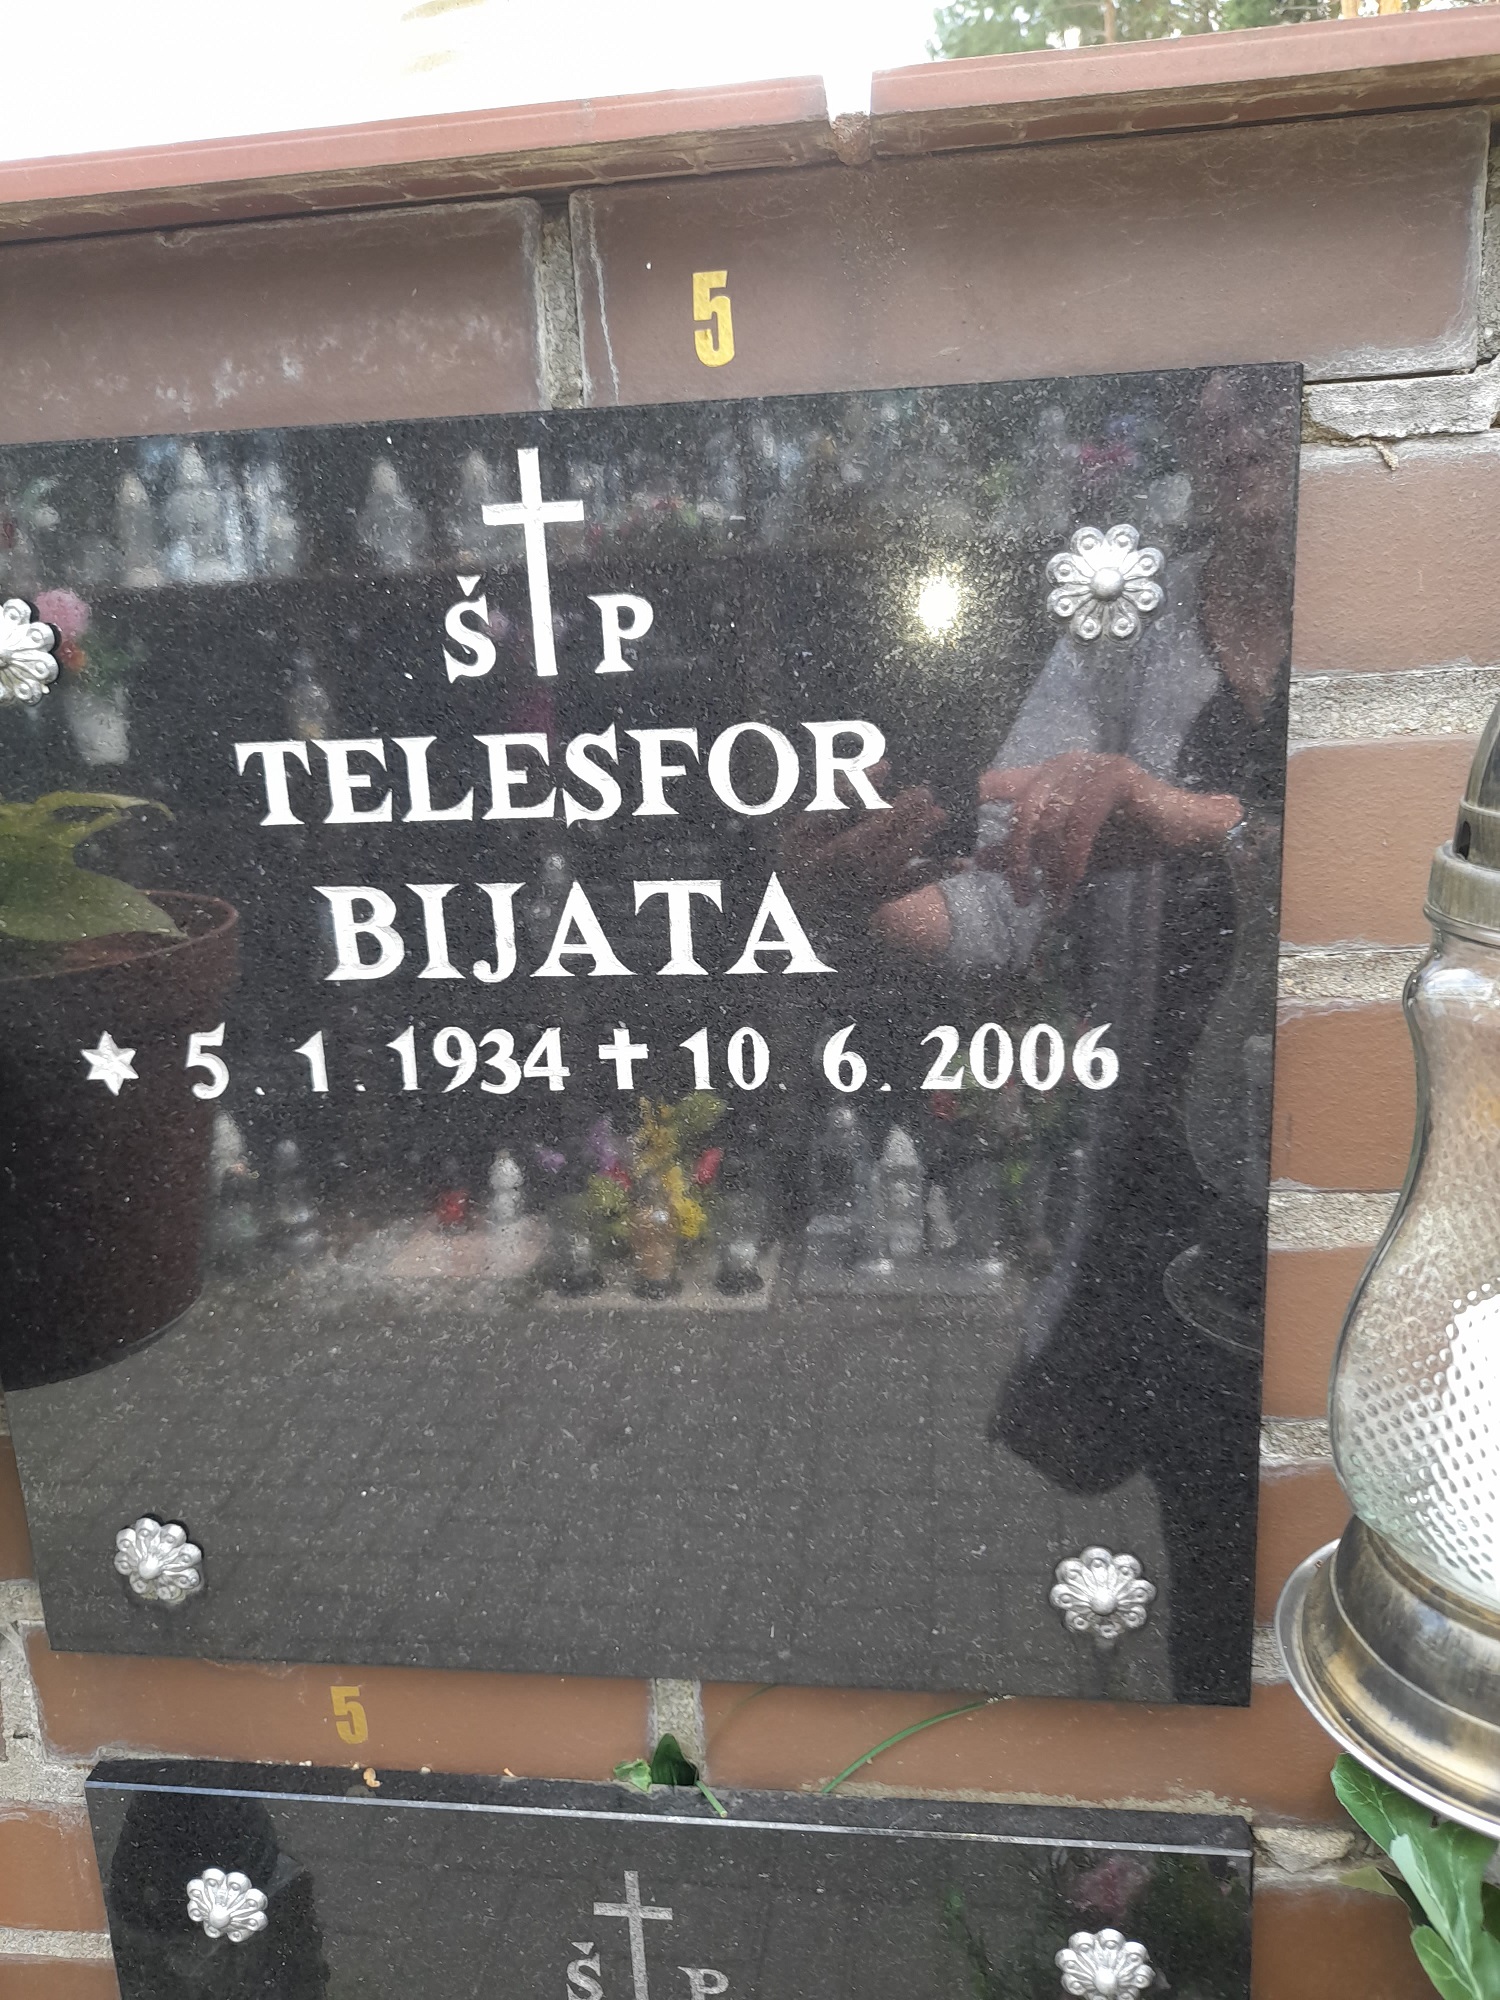 5
Š P
TELESFOR
BIJATA
* 5. 1. 1934 ✝ 10. 6. 2006
5
Š P